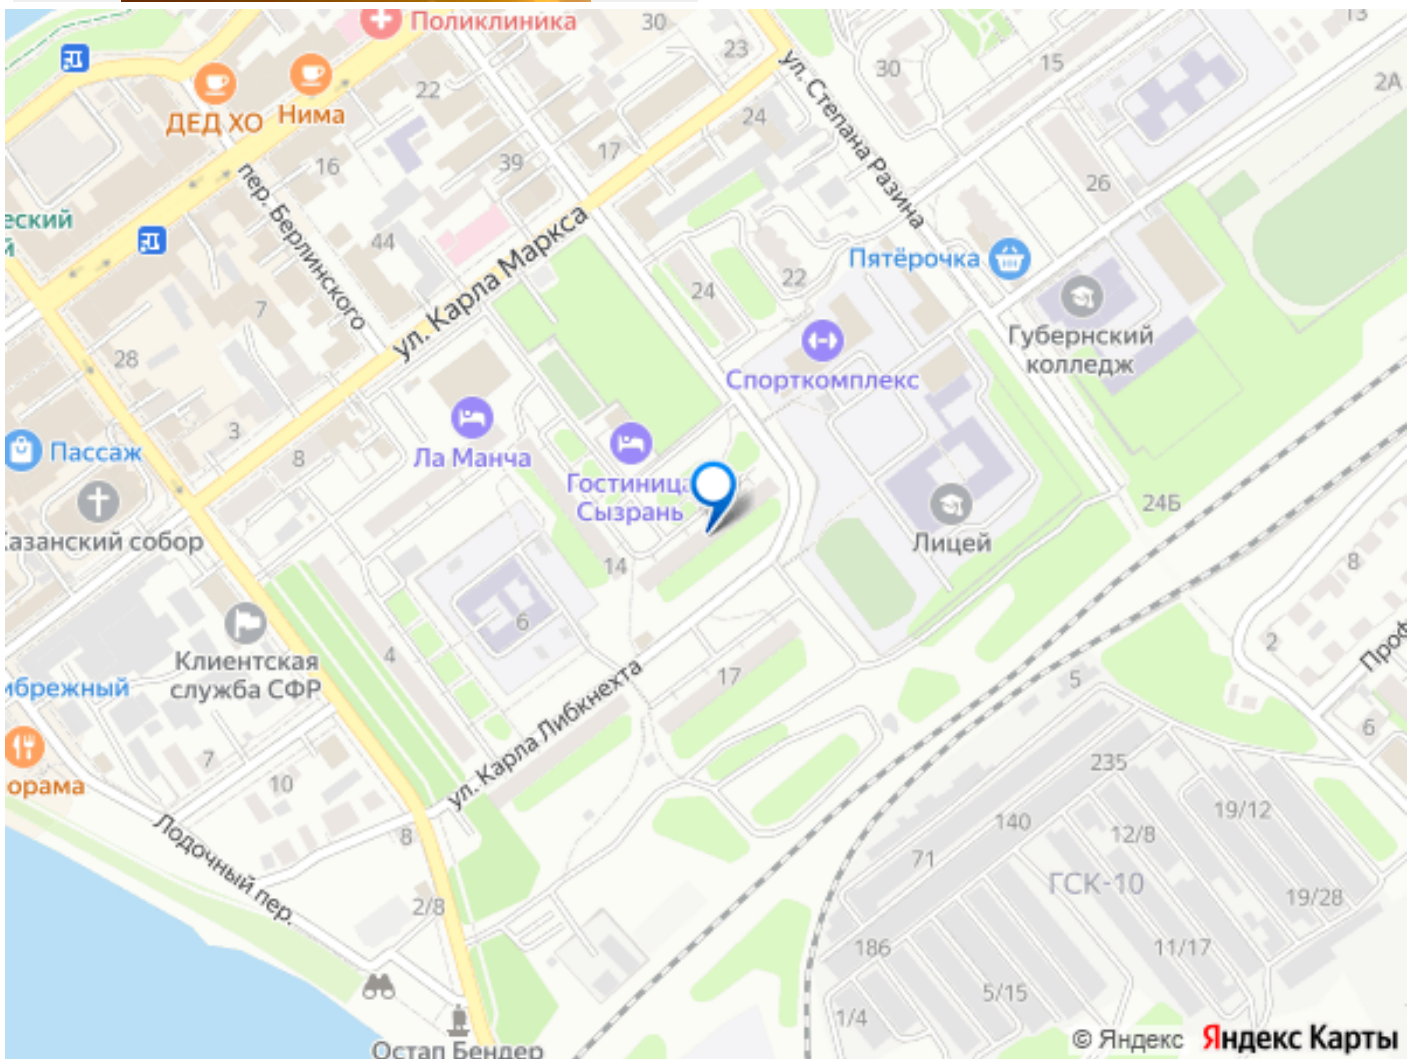 Поликлиника
30
13
23
ул. Степана Разина
30
15
2А
22
ДЕД ХО
Нима
24
16
39
17
26
пер. Берлинского
еский
й
44
ул. Карла Маркса
Пятёрочка
22
24
7
Губернский
колледж
28
Спорткомплекс
3
Пассаж
8
Ла Манча
Гостиница
Сызрань
24Б
Казанский собор
Лицей
14
8
6
2
Клиентская
служба СФР
4
Проф
17
5
ибрежный
ул. Карла Либкнехта
7
6
орама
10
235
19/12
Лодочный пер.
8
140
12/8
71
ГСК-10
2/8
19/28
186
11/17
5/15
1/4
© Яндекс Яндекс Карты
Остап Бендер